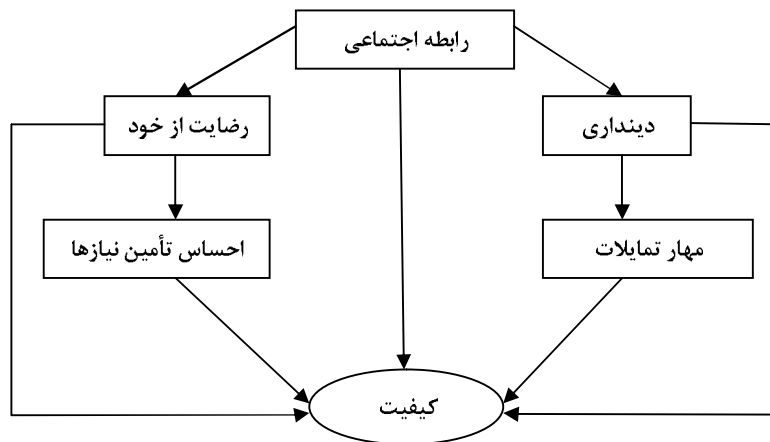 رابطه اجتماعی
دینداری
رضایت از خود
مهار تمایلات
احساس تأمین نیازها
کیفیت